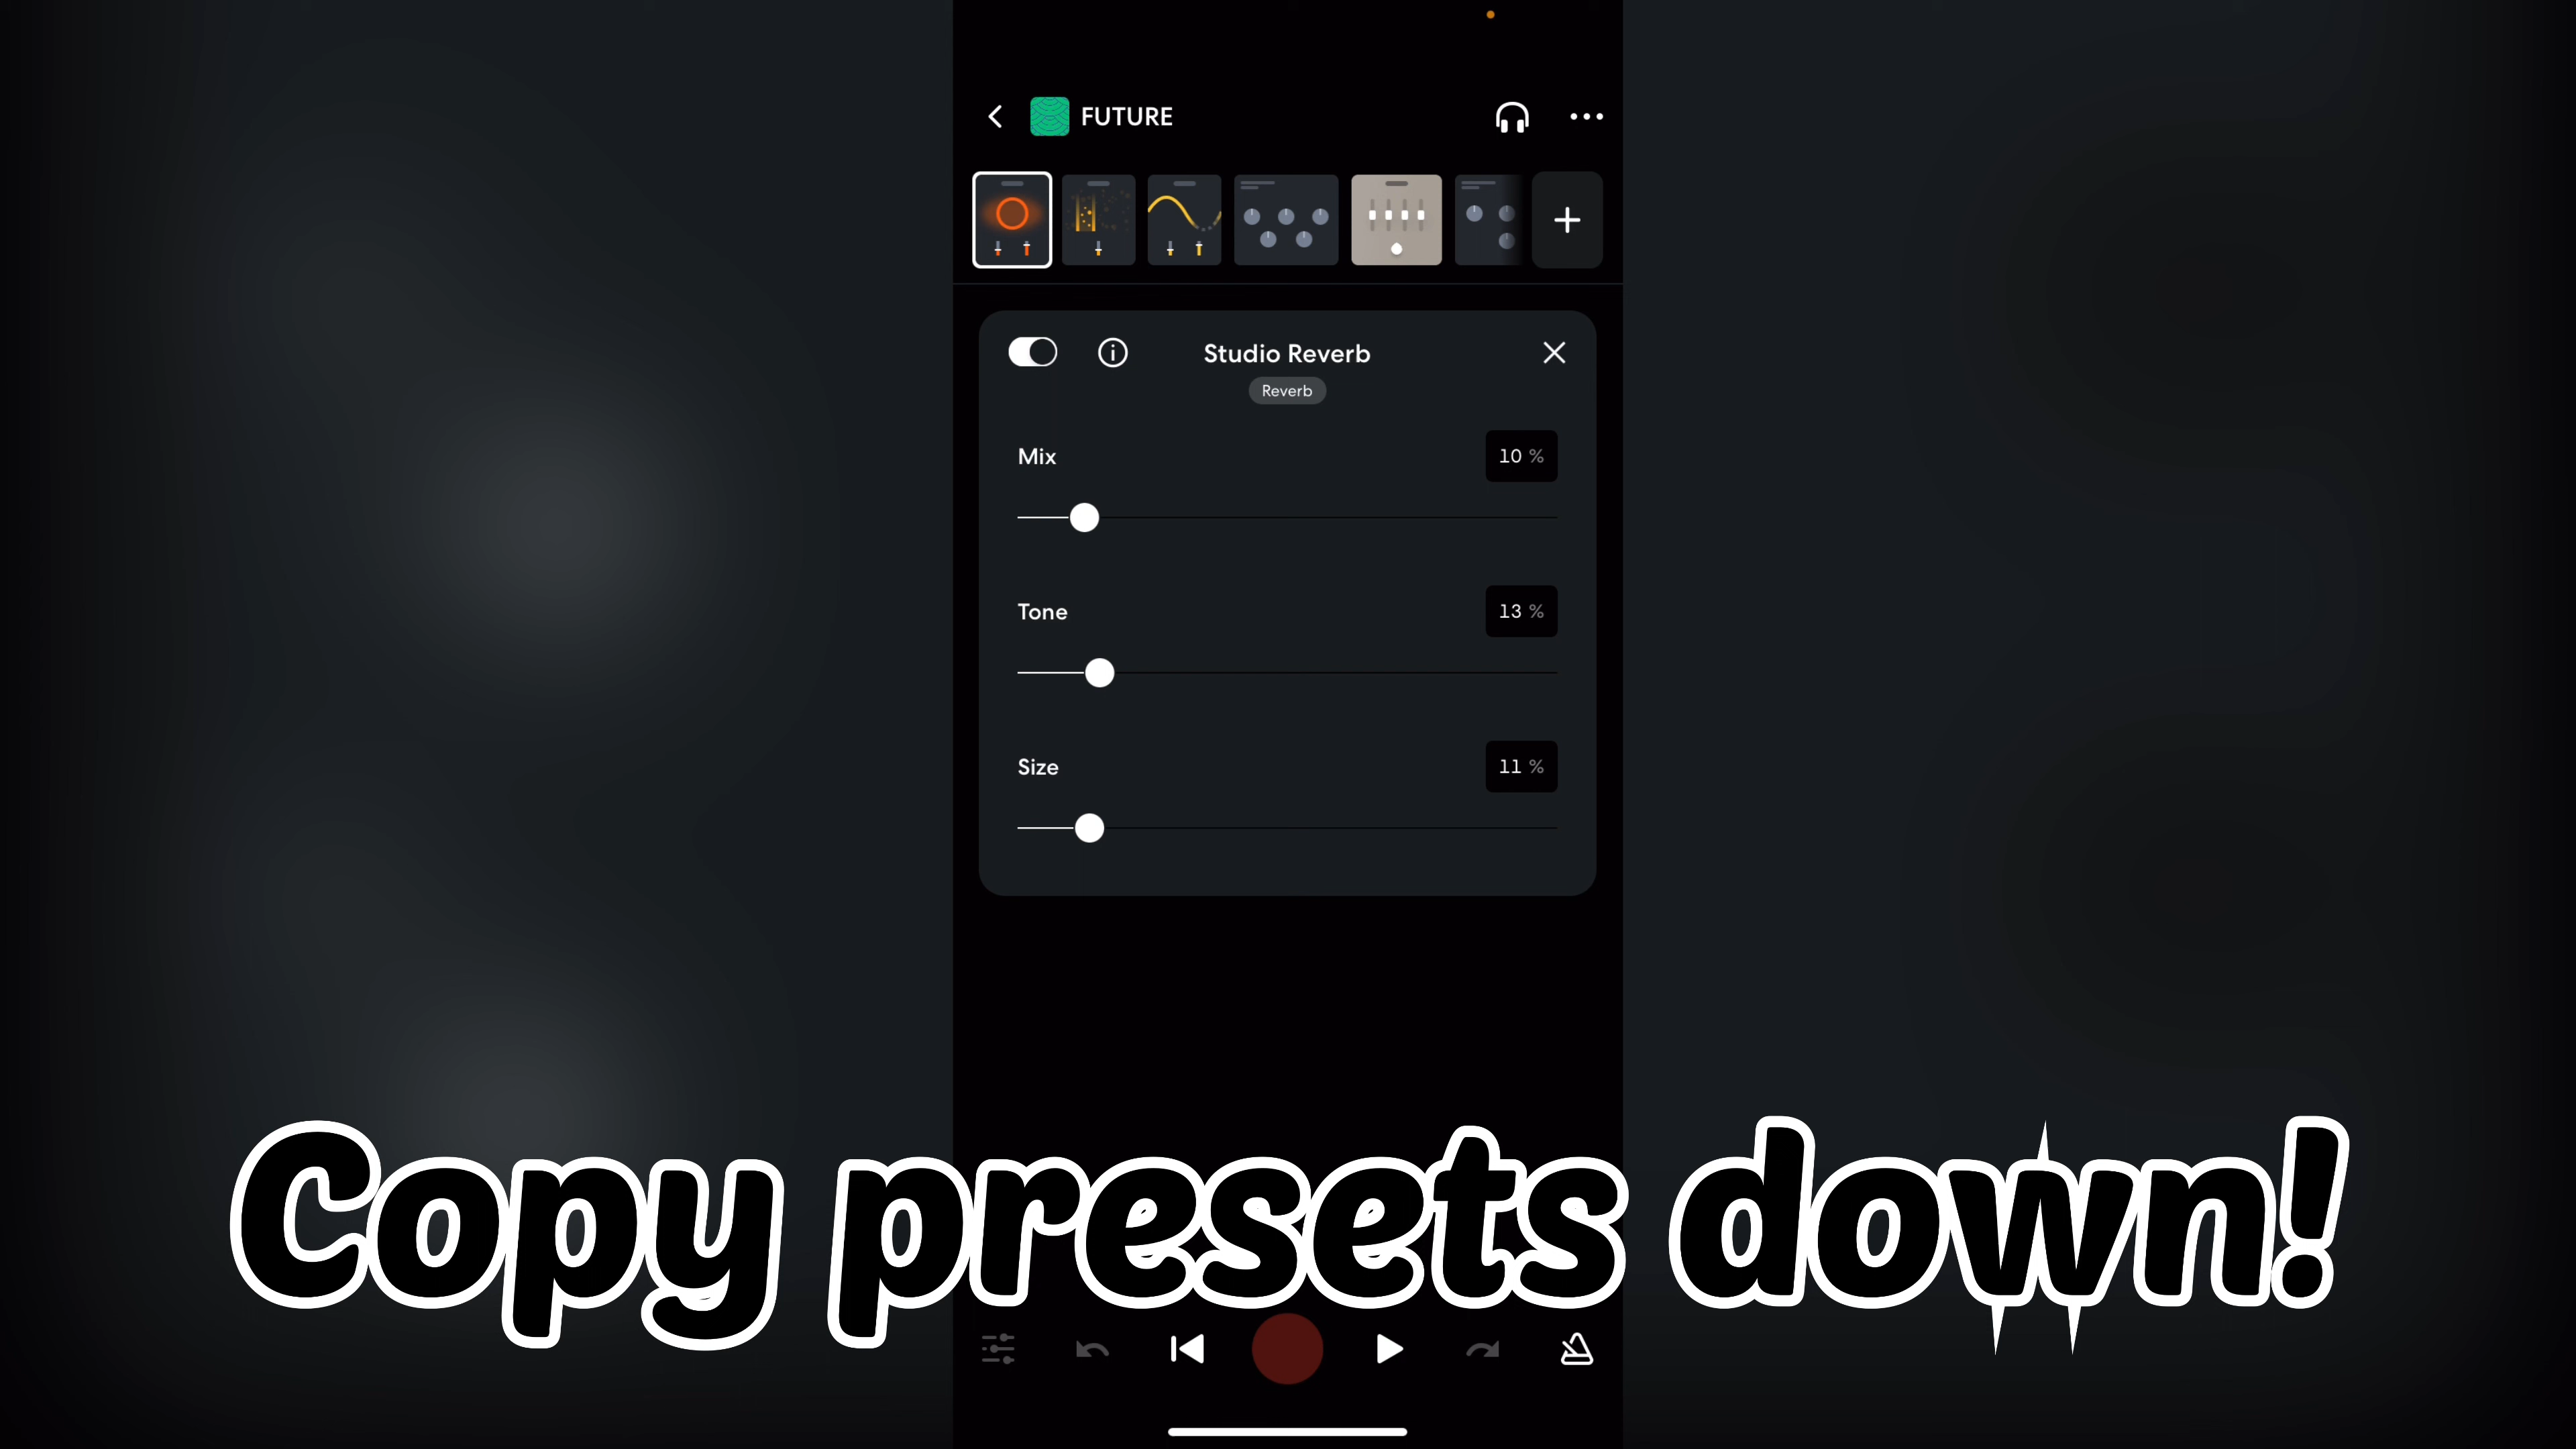 FUTURE
Studio Reverb
Reverb
Mix
10 %
Tone
13 %
Size
11 %
Copy presets down!